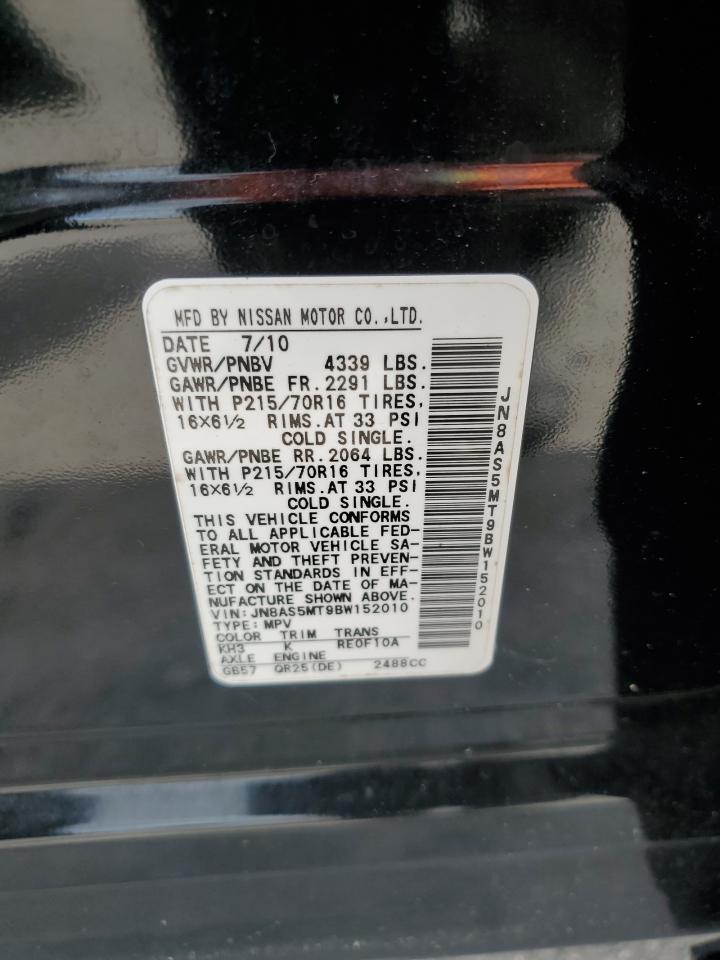 MFD BY NISSAN MOTOR CO.,LTD.
DATE 7/10
GVWR/PNBV 4339 LBS.
GAWR/PNBE FR.2291 LBS.
WITH P215/70R16 TIRES,
16X6½ RIMS.AT 33 PSI
COLD SINGLE.
GAWR/PNBE RR.2064 LBS.
WITH P215/70R16 TIRES,
16X6½ RIMS.AT 33 PSI
COLD SINGLE.
THIS VEHICLE CONFORMS
TO ALL APPLICABLE FED-
ERAL MOTOR VEHICLE SA-
FETY AND THEFT PREVEN-
TION STANDARDS IN EFF-
ECT ON THE DATE OF MA-
NUFACTURE SHOWN ABOVE.
VIN:JN8AS5MT9BW152010
TYPE:MPV
COLOR TRIM TRANS
KH3 K RE0F10A
AXLE ENGINE
GB57 QR25(DE) 2488CC
JN8AS5MT9BW152010